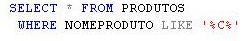 SELECT * FROM PRODUTOS
WHERE NOMEPRODUTO LIKE '%C%'